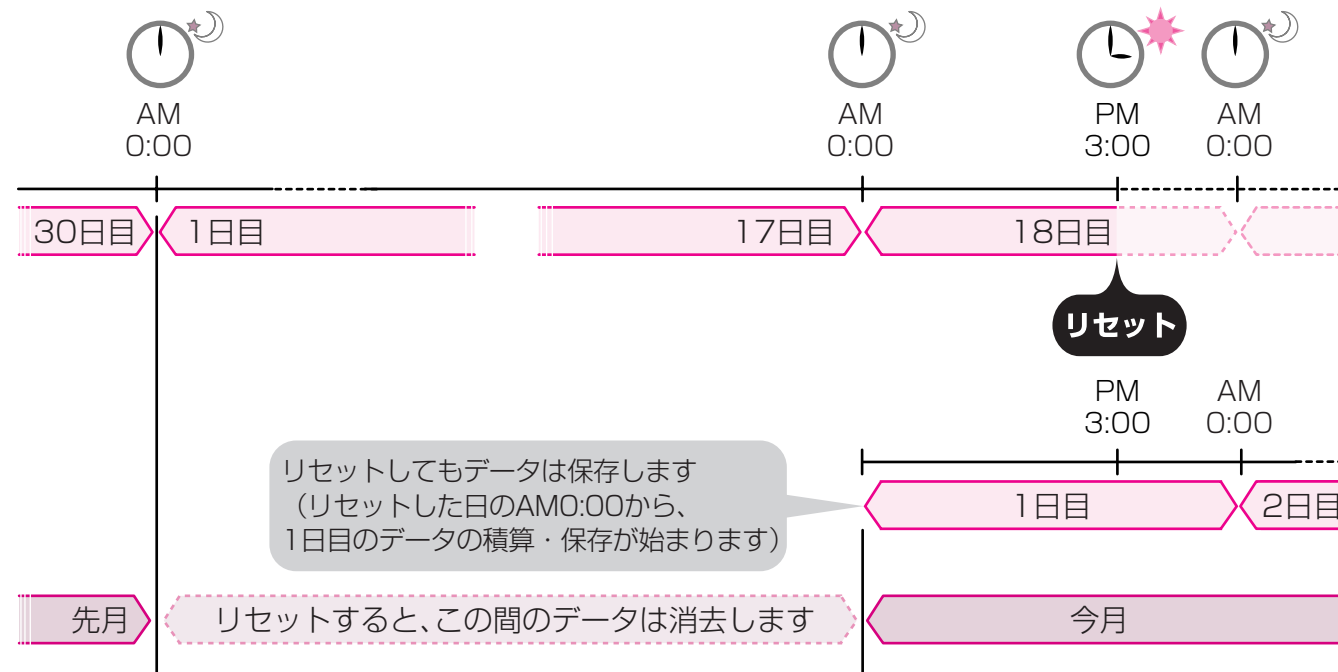 AM
0:00
AM
0:00
PM
3:00
AM
0:00
30日目
1日目
17日目
18日目
リセット
PM
3:00
AM
0:00
リセットしてもデータは保存します
（リセットした日のAM0:00から、
1日目のデータの積算・保存が始まります）
1日目
2日目
先月
リセットすると、この間のデータは消去します
今月